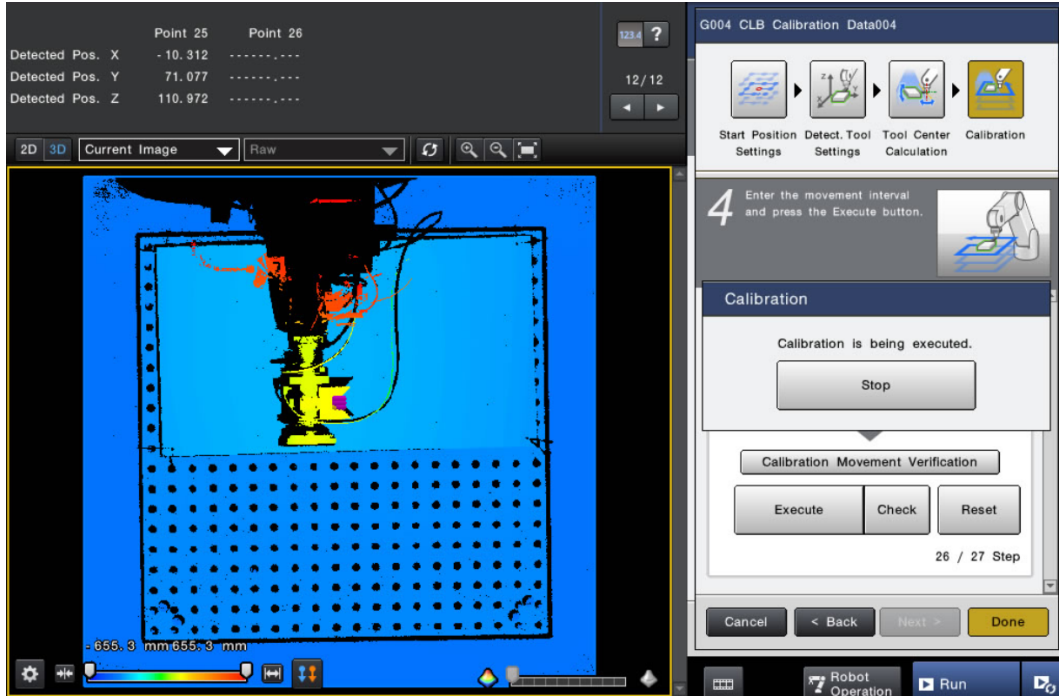 Point 25 Point 26
Detected Pos. X -10.312 ------.---
Detected Pos. Y 71.077 ------.---
Detected Pos. Z 110.972 ------.---
123.4 ?
12/12
2D 3D Current Image Raw
-655.3 mm 655.3 mm
G004 CLB Calibration Data004
Start Position Settings
Detect. Tool Settings
Tool Center Calculation
Calibration
4 Enter the movement interval
and press the Execute button.
Calibration
Calibration is being executed.
Stop
Calibration Movement Verification
Execute Check Reset
26 / 27 Step
Cancel < Back Next > Done
Robot Operation
Run